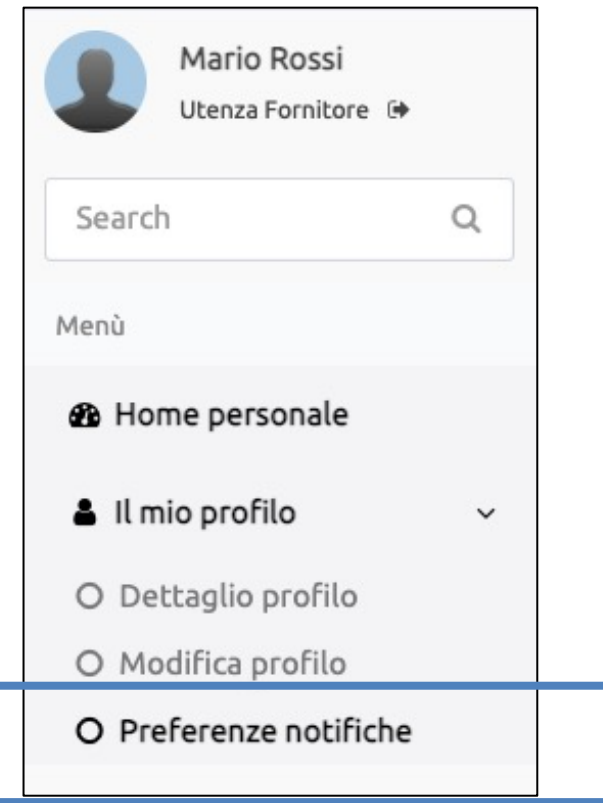 Mario Rossi
Utenza Fornitore
Search
Menù
Home personale
Il mio profilo
Dettaglio profilo
Modifica profilo
Preferenze notifiche